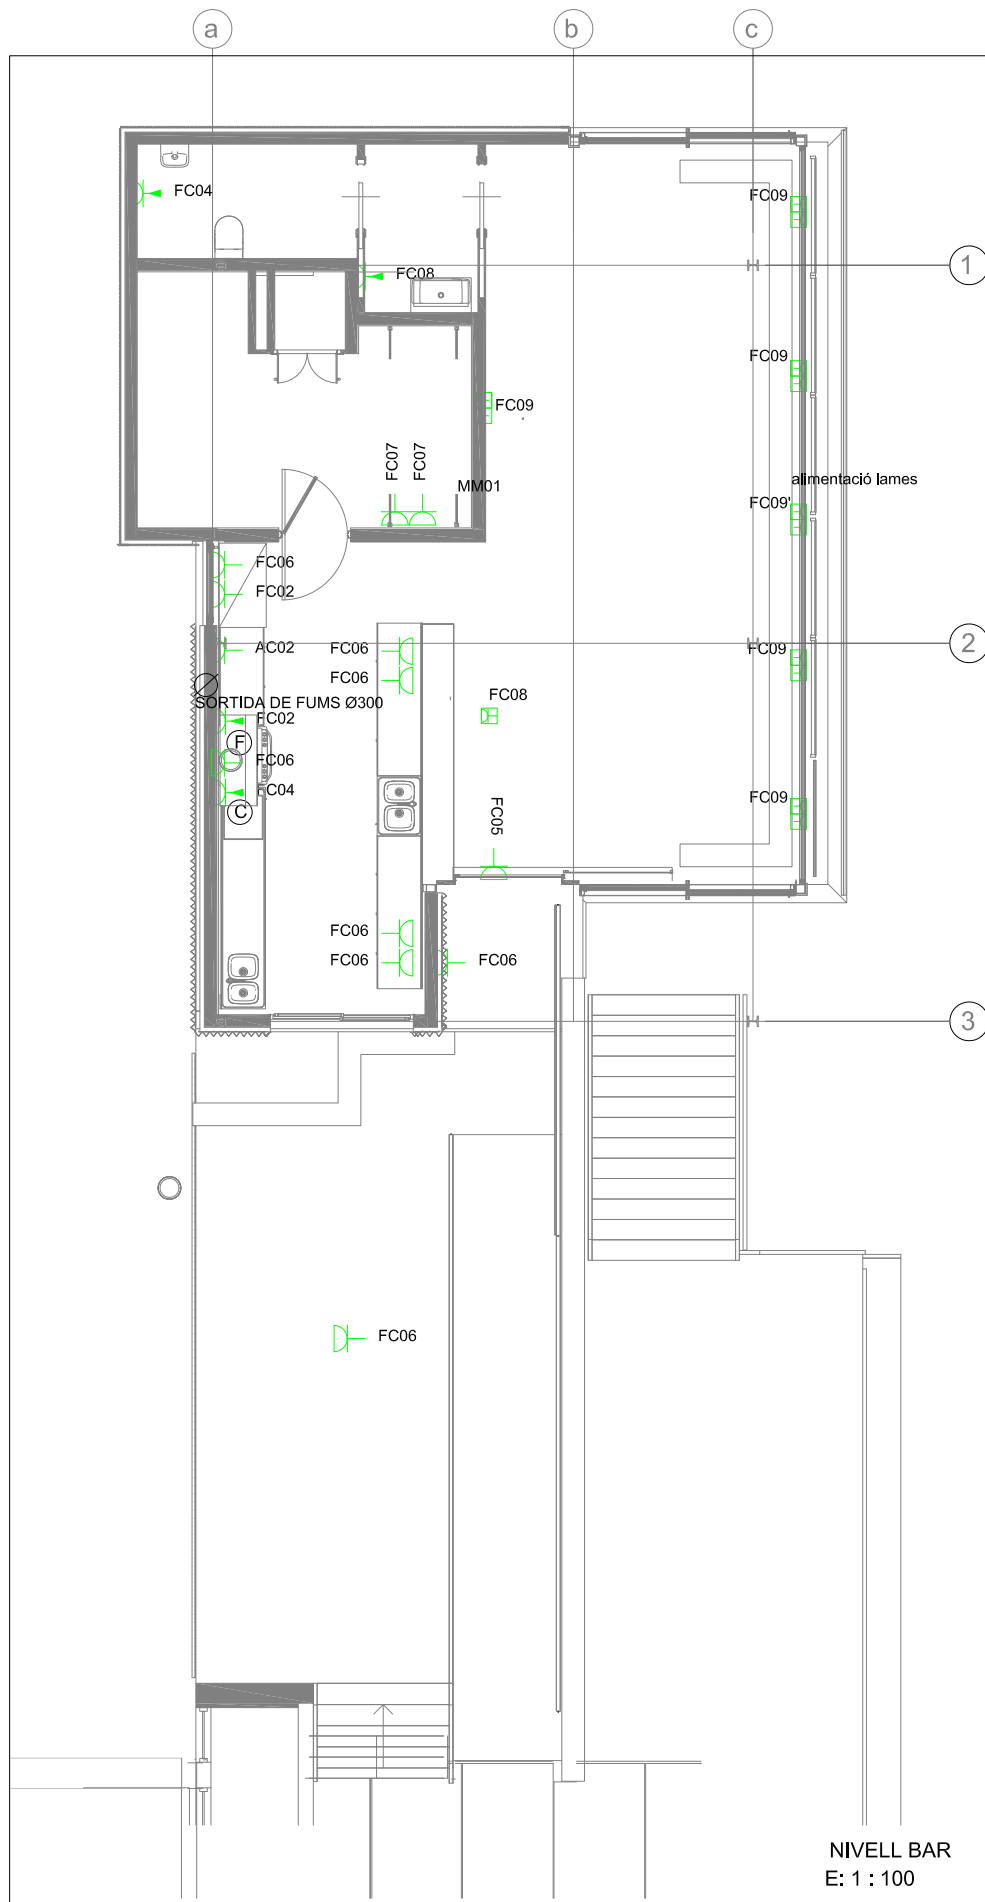 a
b
c
FC04
FC09
1
FC08
FC09
FC09
FC07
FC07
MM01
alimentació lames
FC09'
FC06
FC02
AC02
FC06
FC09
2
FC06
FC08
SORTIDA DE FUMS Ø300
FC02
F
FC06
C04
FC09
C
FC05
FC06
FC06
FC06
3
FC06
NIVELL BAR
E: 1 : 100